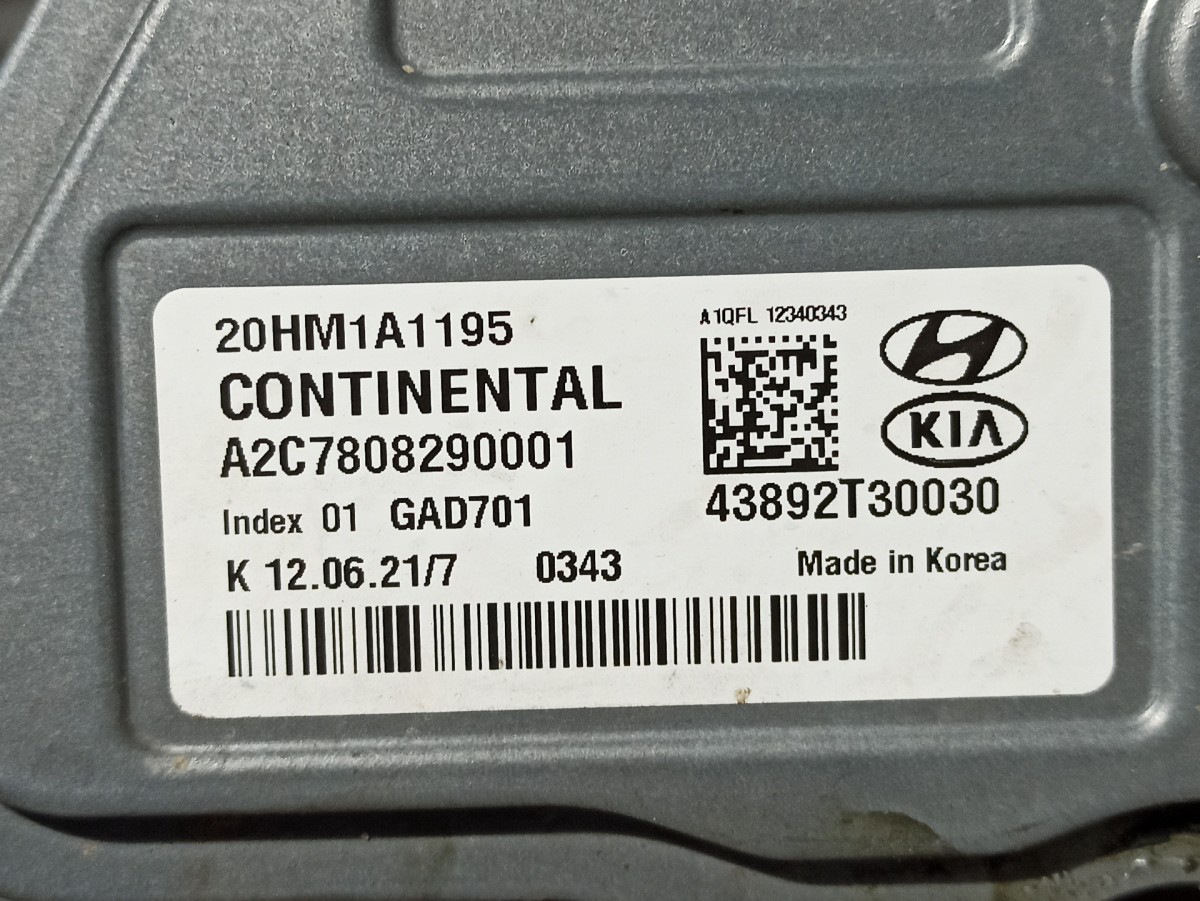 20HM1A1195
CONTINENTAL
A2C7808290001
Index 01 GAD701
K 12.06.21/7 0343
A1QFL 12340343
KIA
43892T30030
Made in Korea